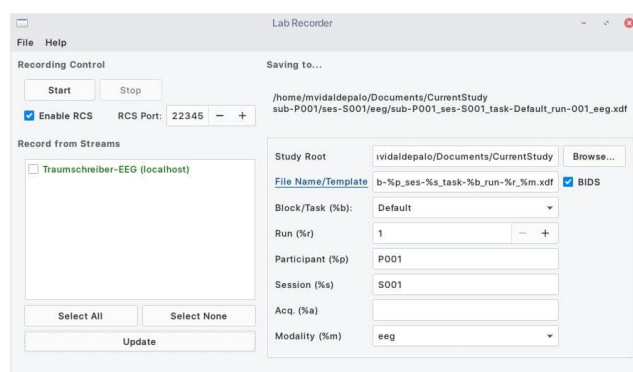 Lab Recorder
File Help
Recording Control
Start Stop
Enable RCS RCS Port: 22345 − +
Record from Streams
Traumschreiber-EEG (localhost)
Select All Select None
Update
Saving to...
/home/mvidaldepalo/Documents/CurrentStudy
sub-P001/ses-S001/eeg/sub-P001_ses-S001_task-Default_run-001_eeg.xdf
Study Root ıvidaldepalo/Documents/CurrentStudy Browse...
File Name/Template b-%p_ses-%s_task-%b_run-%r_%m.xdf BIDS
Block/Task (%b): Default
Run (%r) 1 − +
Participant (%p) P001
Session (%s) S001
Acq. (%a)
Modality (%m) eeg